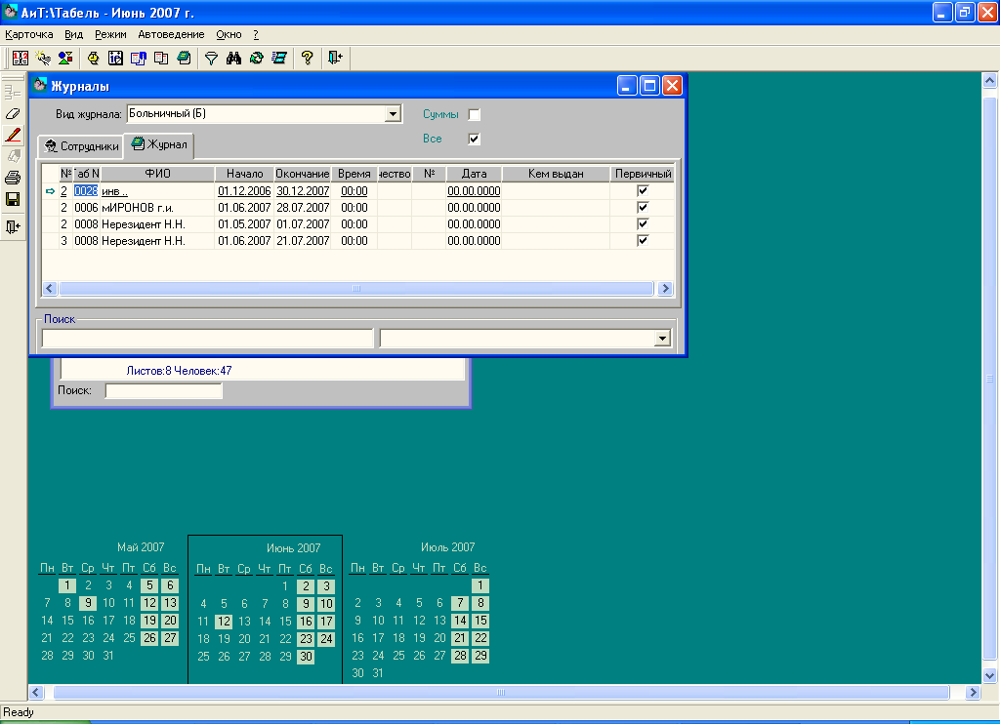 АиТ:\Табель - Июнь 2007 г.
Карточка Вид Режим Автоведение Окно ?
Журналы
Вид журнала: Больничный (Б) Суммы
Все
Сотрудники Журнал
№ Таб N ФИО Начало Окончание Время чество № Дата Кем выдан Первичный
2 0028 инв .. 01.12.2006 30.12.2007 00:00 00.00.0000
2 0006 мИРОНОВ г.и. 01.06.2007 28.07.2007 00:00 00.00.0000
2 0008 Нерезидент Н.Н. 01.05.2007 01.07.2007 00:00 00.00.0000
3 0008 Нерезидент Н.Н. 01.06.2007 21.07.2007 00:00 00.00.0000
Поиск
Листов:8 Человек:47
Поиск:
Май 2007
Пн Вт Ср Чт Пт Сб Вс
1 2 3 4 5 6
7 8 9 10 11 12 13
14 15 16 17 18 19 20
21 22 23 24 25 26 27
28 29 30 31
Июнь 2007
Пн Вт Ср Чт Пт Сб Вс
1 2 3
4 5 6 7 8 9 10
11 12 13 14 15 16 17
18 19 20 21 22 23 24
25 26 27 28 29 30
Июль 2007
Пн Вт Ср Чт Пт Сб Вс
1
2 3 4 5 6 7 8
9 10 11 12 13 14 15
16 17 18 19 20 21 22
23 24 25 26 27 28 29
30 31
Ready